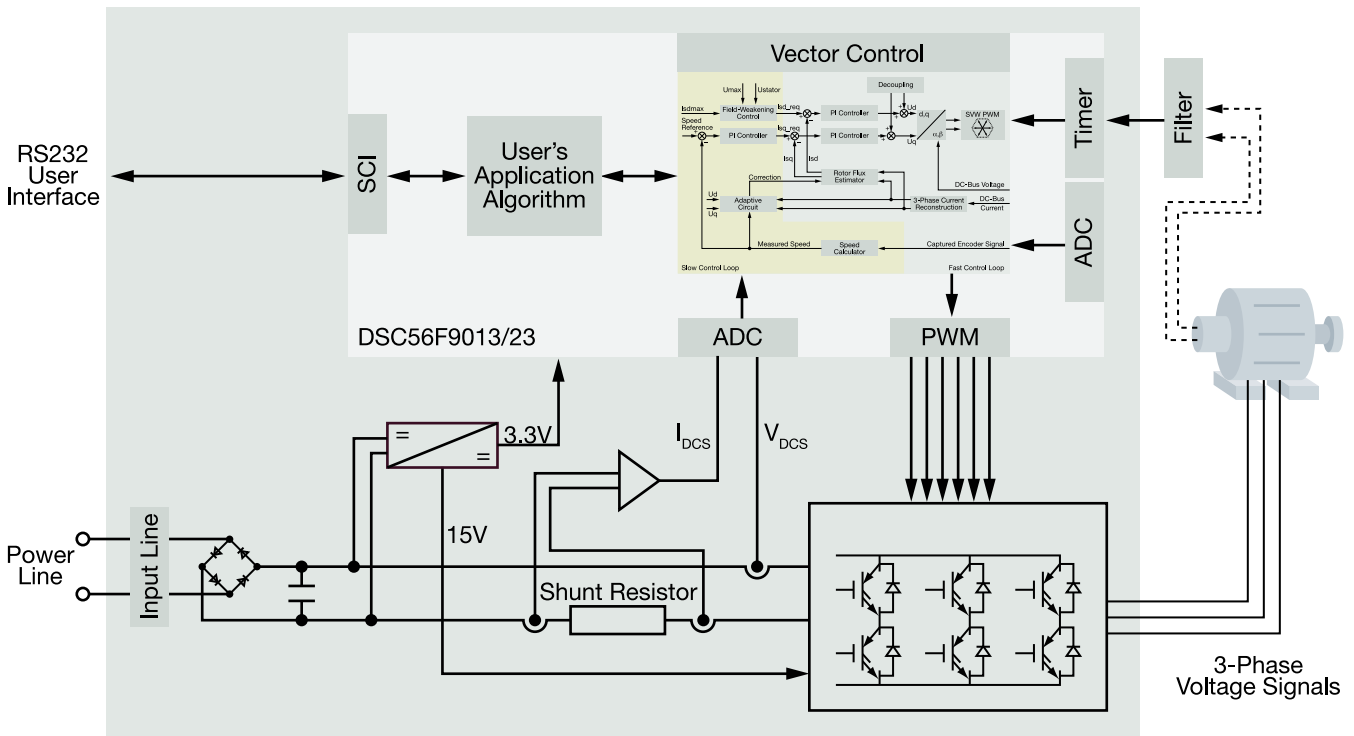 Vector Control
Umax
Ustator
Decoupling
Isdmax
Field-Weakening
Control
Isd_req
PI Controller
Ud
d,q
SVW PWM
Speed
Reference
PI Controller
Isq_req
PI Controller
Uq
α,β
Isq
Isd
DC-Bus Voltage
Correction
Rotor Flux
Estimator
Ud
Uq
Adaptive
Circuit
3-Phase Current
Reconstruction
DC-Bus
Current
Measured Speed
Speed
Calculator
Captured Encoder Signal
Slow Control Loop
Fast Control Loop
Timer
Filter
ADC
RS232
User
Interface
SCI
User's
Application
Algorithm
DSC56F9013/23
ADC
PWM
=
=
3.3V
IDCS
VDCS
15V
Power
Line
Input Line
Shunt Resistor
3-Phase
Voltage Signals